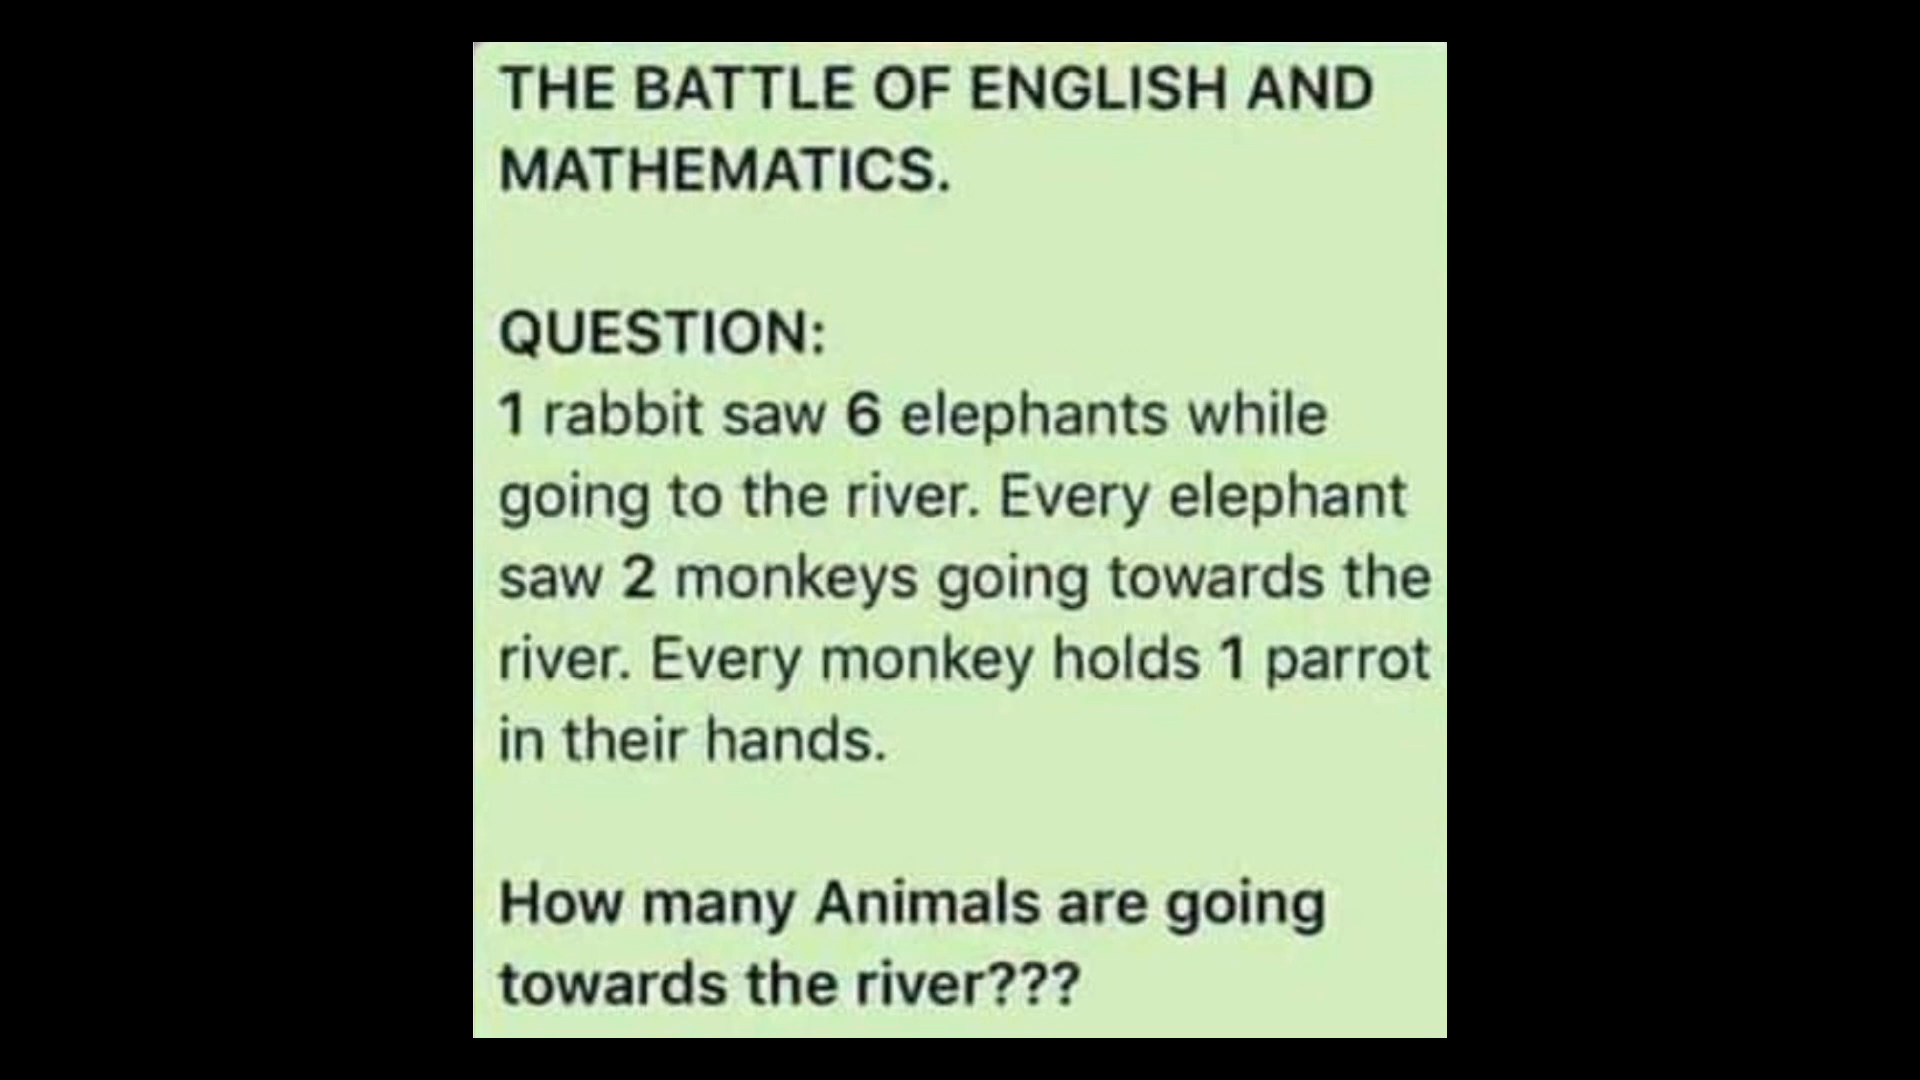 THE BATTLE OF ENGLISH AND
MATHEMATICS.
QUESTION:
1 rabbit saw 6 elephants while
going to the river. Every elephant
saw 2 monkeys going towards the
river. Every monkey holds 1 parrot
in their hands.
How many Animals are going
towards the river???